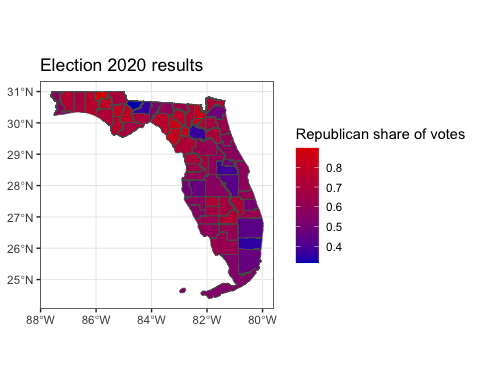 Election 2020 results
31°N
30°N
29°N
28°N
27°N
26°N
25°N
88°W
86°W
84°W
82°W
80°W
Republican share of votes
0.8
0.7
0.6
0.5
0.4